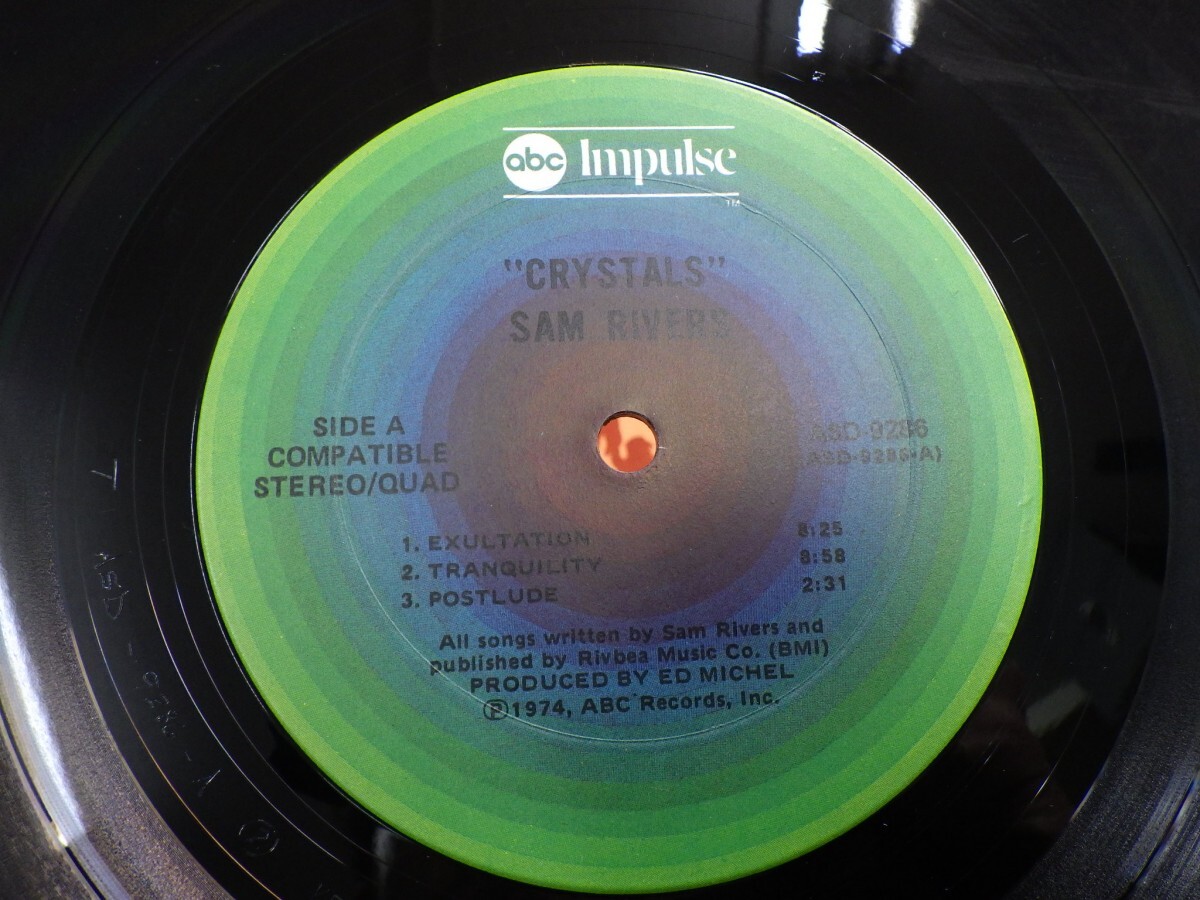 abc Impulse
TM
"CRYSTALS"
SAM RIVERS
SIDE A
COMPATIBLE
STEREO/QUAD
ASD-9286
(ASD-9286-A)
1. EXULTATION 8:25
2. TRANQUILITY 8:58
3. POSTLUDE 2:31
All songs written by Sam Rivers and
published by Rivbea Music Co. (BMI)
PRODUCED BY ED MICHEL
Ⓟ1974, ABC Records, Inc.